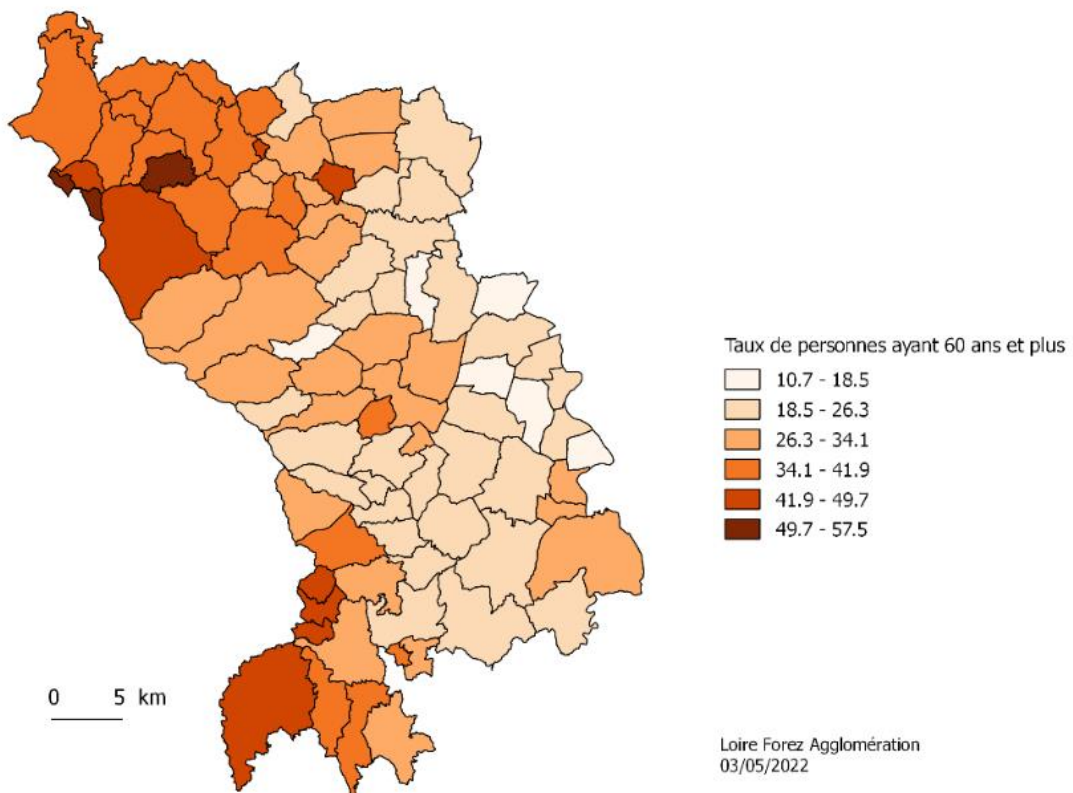 Taux de personnes ayant 60 ans et plus
10.7 - 18.5
18.5 - 26.3
26.3 - 34.1
34.1 - 41.9
41.9 - 49.7
49.7 - 57.5
0 5 km
Loire Forez Agglomération
03/05/2022